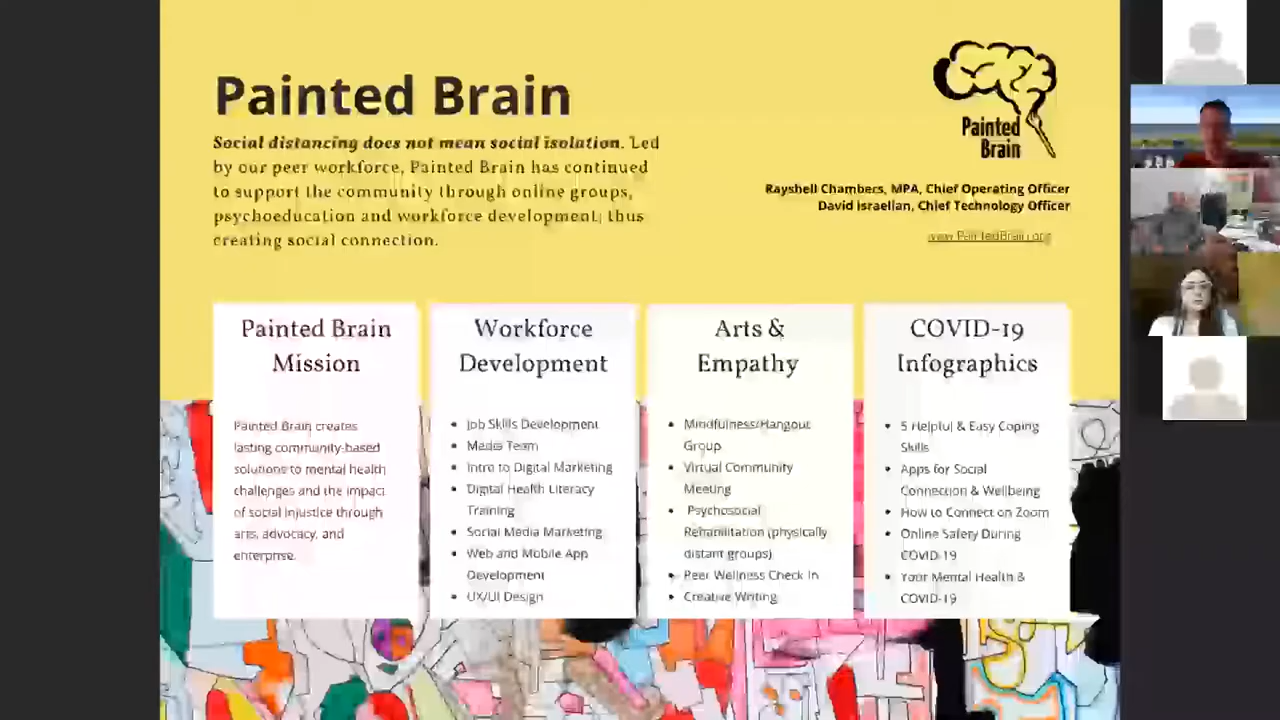 Painted Brain
Social distancing does not mean social isolation. Led
by our peer workforce, Painted Brain has continued
to support the community through online groups,
psychoeducation and workforce development, thus
creating social connection.
Painted
Brain
Rayshell Chambers, MPA, Chief Operating Officer
David Israelian, Chief Technology Officer
www.PaintedBrain.org
Painted Brain
Mission
Painted Brain creates
lasting community-based
solutions to mental health
challenges and the impact
of social injustice through
arts, advocacy, and
enterprise.
Workforce
Development
• Job Skills Development
• Media Team
• Intro to Digital Marketing
• Digital Health Literacy
Training
• Social Media Marketing
• Web and Mobile App
Development
• UX/UI Design
Arts &
Empathy
• Mindfulness/Hangout
Group
• Virtual Community
Meeting
• Psychosocial
Rehabilitation (physically
distant groups)
• Peer Wellness Check In
• Creative Writing
COVID-19
Infographics
• 5 Helpful & Easy Coping
Skills
• Apps for Social
Connection & Wellbeing
• How to Connect on Zoom
• Online Safety During
COVID-19
• Your Mental Health &
COVID-19